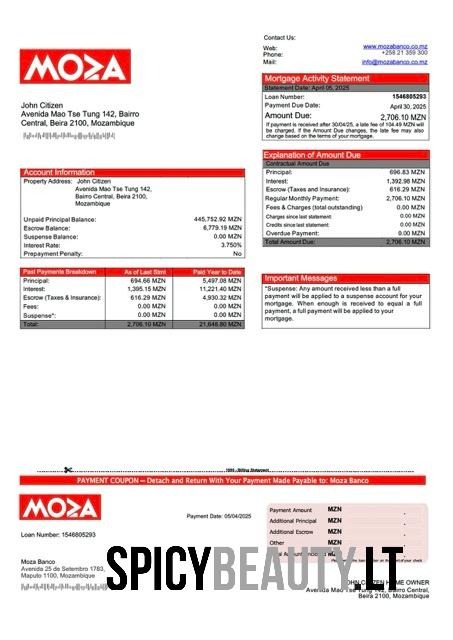 Contact Us:
Web: www.mozabanco.co.mz
Phone: +258 21 359 300
Mail: info@mozabanco.co.mz
MOZA
John Citizen
Avenida Mao Tse Tung 142, Bairro
Central, Beira 2100, Mozambique
Mortgage Activity Statement
Statement Date: April 05, 2025
Loan Number: 1546805293
Payment Due Date: April 30, 2025
Amount Due: 2,706.10 MZN
If payment is received after 30/04/25, a late fee of 104.49 MZN will
be charged. If the Amount Due changes, the late fee may also
change based on the terms of your mortgage.
Explanation of Amount Due
Contractual Amount Due
Principal: 696.83 MZN
Interest: 1,392.98 MZN
Escrow (Taxes and Insurance): 616.29 MZN
Regular Monthly Payment: 2,706.10 MZN
Fees & Charges (total outstanding) 0.00 MZN
Charges since last statement: 0.00 MZN
Credits since last statement: 0.00 MZN
Overdue Payment: 0.00 MZN
Total Amount Due: 2,706.10 MZN
Account Information
Property Address: John Citizen
Avenida Mao Tse Tung 142,
Bairro Central, Beira 2100,
Mozambique
Unpaid Principal Balance: 445,752.92 MZN
Escrow Balance: 6,779.19 MZN
Suspense Balance: 0.00 MZN
Interest Rate: 3.750%
Prepayment Penalty: No
Past Payments Breakdown As of Last Stmt Paid Year to Date
Principal: 694.66 MZN 5,497.08 MZN
Interest: 1,395.15 MZN 11,221.40 MZN
Escrow (Taxes & Insurance): 616.29 MZN 4,930.32 MZN
Fees: 0.00 MZN 0.00 MZN
Suspense*: 0.00 MZN 0.00 MZN
Total: 2,706.10 MZN 21,648.80 MZN
Important Messages
*Suspense: Any amount received less than a full
payment will be applied to a suspense account for your
mortgage. When enough is received to equal a full
payment, a full payment will be applied to your
mortgage.
PAYMENT COUPON – Detach and Return With Your Payment Made Payable to: Moza Banco
MOZA
Payment Date: 05/04/2025
Loan Number: 1546805293
Payment Amount MZN
Additional Principal MZN
Additional Escrow MZN
Other MZN
Moza Banco
Avenida 25 de Setembro 1783,
Maputo 1100, Mozambique
SPICYBEAUTY.LT
JOHN CITIZEN HOME OWNER
Avenida Mao Tse Tung 142, Bairro Central,
Beira 2100, Mozambique